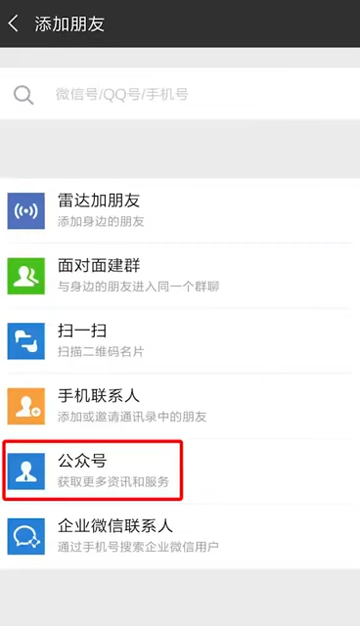 添加朋友
微信号/QQ号/手机号
雷达加朋友
添加身边的朋友
面对面建群
与身边的朋友进入同一个群聊
扫一扫
扫描二维码名片
手机联系人
添加或邀请通讯录中的朋友
公众号
获取更多资讯和服务
企业微信联系人
通过手机号搜索企业微信用户